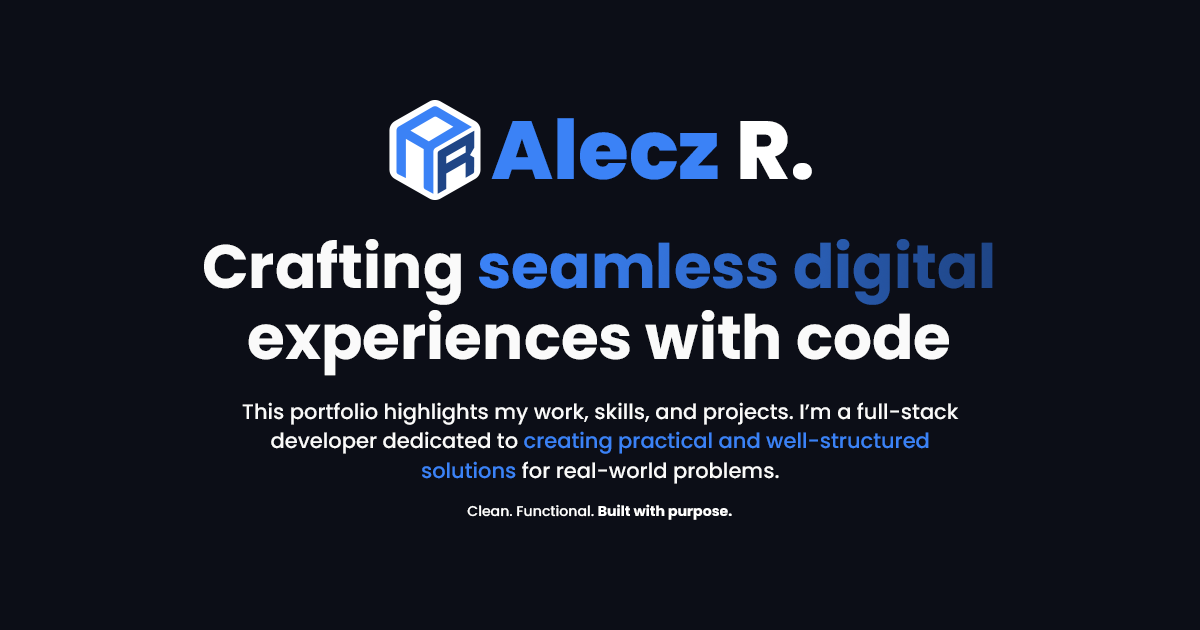 Alecz R.
Crafting seamless digital
experiences with code
This portfolio highlights my work, skills, and projects. I’m a full-stack
developer dedicated to creating practical and well-structured
solutions for real-world problems.
Clean. Functional. Built with purpose.